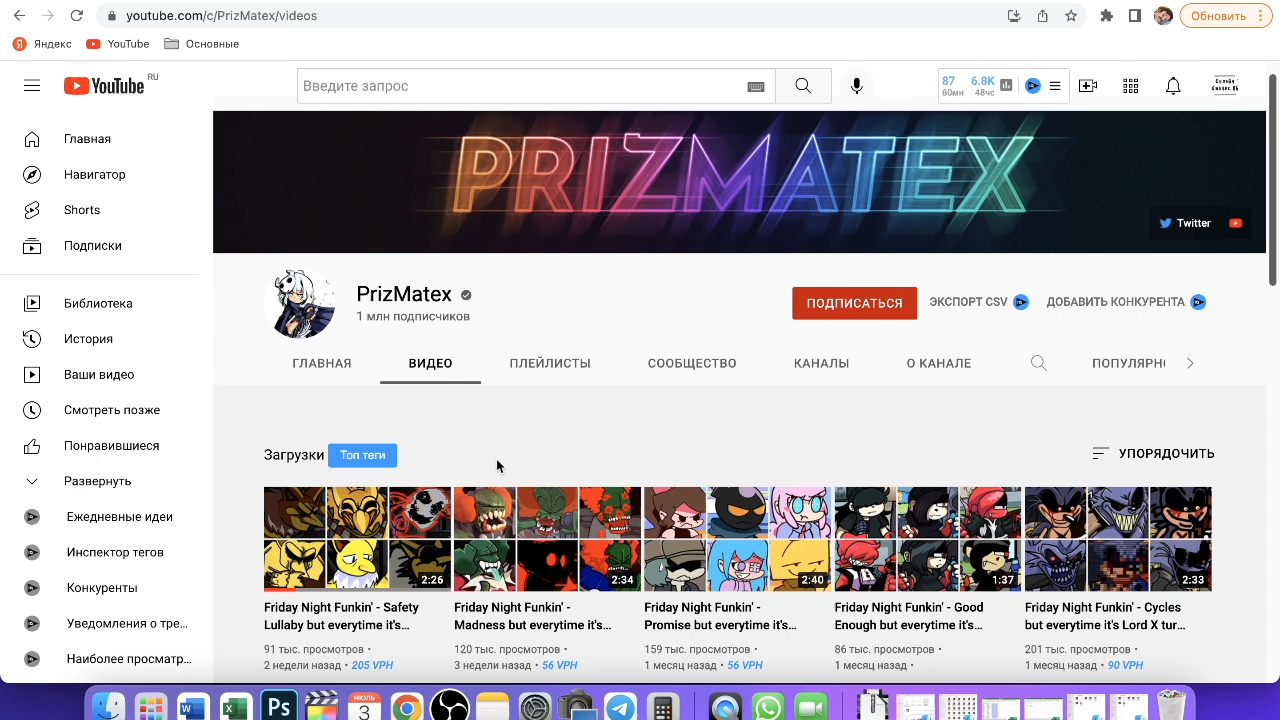 youtube.com/c/PrizMatex/videos
Обновить
Яндекс
YouTube
Основные
YouTube RU
Введите запрос
87
60мн
6.8K
48чс
Главная
Навигатор
Shorts
Подписки
Библиотека
История
Ваши видео
Смотреть позже
Понравившиеся
Развернуть
Ежедневные идеи
Инспектор тегов
Конкуренты
Уведомления о тре...
Наиболее просматр...
PRIZMATEX
Twitter
PrizMatex
1 млн подписчиков
ПОДПИСАТЬСЯ
ЭКСПОРТ CSV
ДОБАВИТЬ КОНКУРЕНТА
ГЛАВНАЯ
ВИДЕО
ПЛЕЙЛИСТЫ
СООБЩЕСТВО
КАНАЛЫ
О КАНАЛЕ
ПОПУЛЯРН
Загрузки
Топ теги
УПОРЯДОЧИТЬ
2:26
Friday Night Funkin' - Safety
Lullaby but everytime it's...
91 тыс. просмотров •
2 недели назад • 205 VPH
2:34
Friday Night Funkin' -
Madness but everytime it's...
120 тыс. просмотров •
3 недели назад • 56 VPH
2:40
Friday Night Funkin' -
Promise but everytime it's...
159 тыс. просмотров •
1 месяц назад • 56 VPH
1:37
Friday Night Funkin' - Good
Enough but everytime it's...
86 тыс. просмотров •
1 месяц назад •
2:33
Friday Night Funkin' - Cycles
but everytime it's Lord X tur...
201 тыс. просмотров •
1 месяц назад • 90 VPH
W
X
Ps
ИЮЛЬ
3